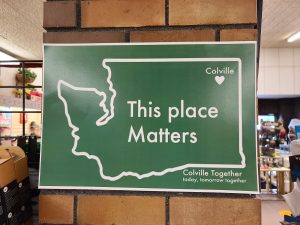 Colville
This place
Matters
Colville Together
today, tomorrow together